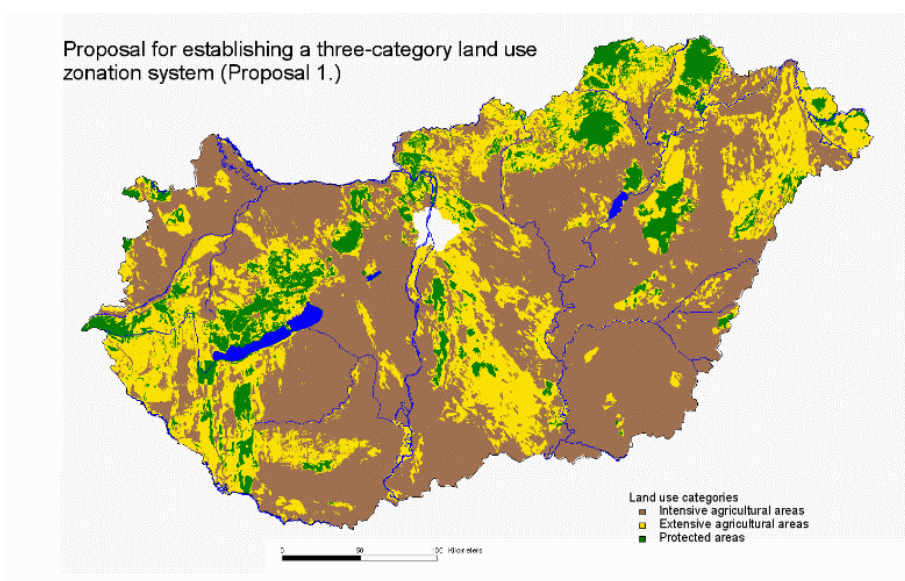 Proposal for establishing a three-category land use
zonation system (Proposal 1.)
Land use categories
Intensive agricultural areas
Extensive agricultural areas
Protected areas
0 50 100 Kilometers